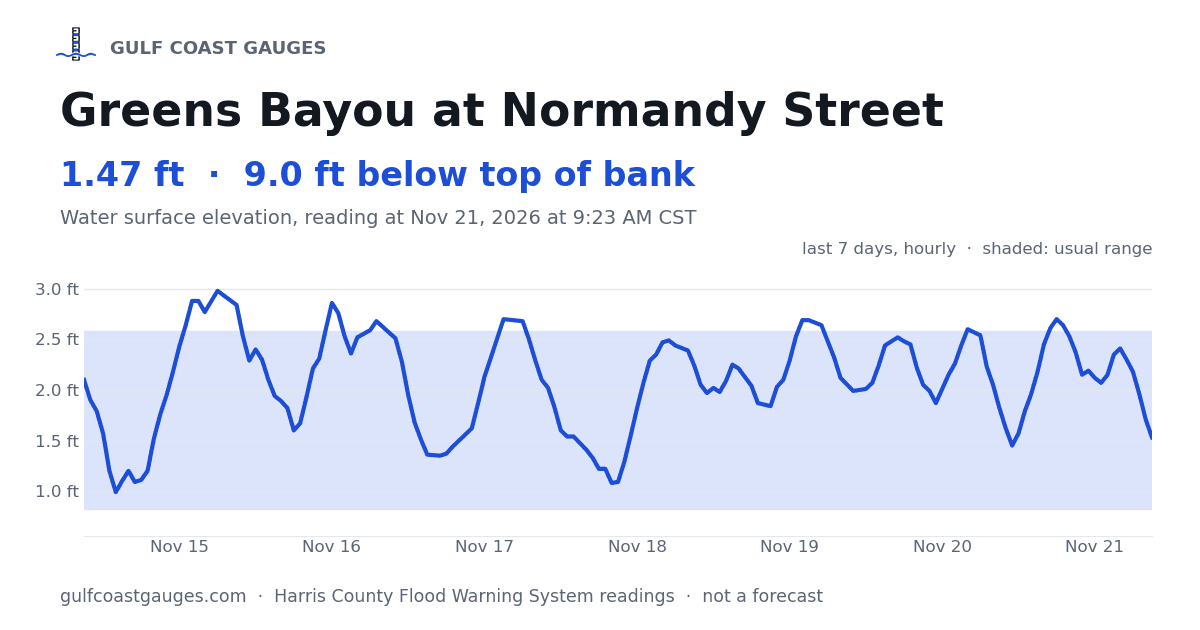 GULF COAST GAUGES
Greens Bayou at Normandy Street
1.47 ft · 9.0 ft below top of bank
Water surface elevation, reading at Nov 21, 2026 at 9:23 AM CST
last 7 days, hourly · shaded: usual range
3.0 ft
2.5 ft
2.0 ft
1.5 ft
1.0 ft
Nov 15 Nov 16 Nov 17 Nov 18 Nov 19 Nov 20 Nov 21
gulfcoastgauges.com · Harris County Flood Warning System readings · not a forecast